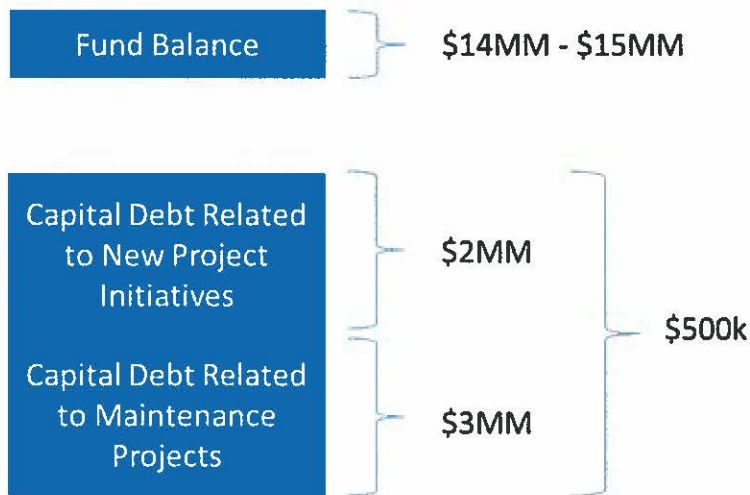 Fund Balance
$14MM - $15MM
Capital Debt Related
to New Project
Initiatives
$2MM
$500k
Capital Debt Related
to Maintenance
Projects
$3MM